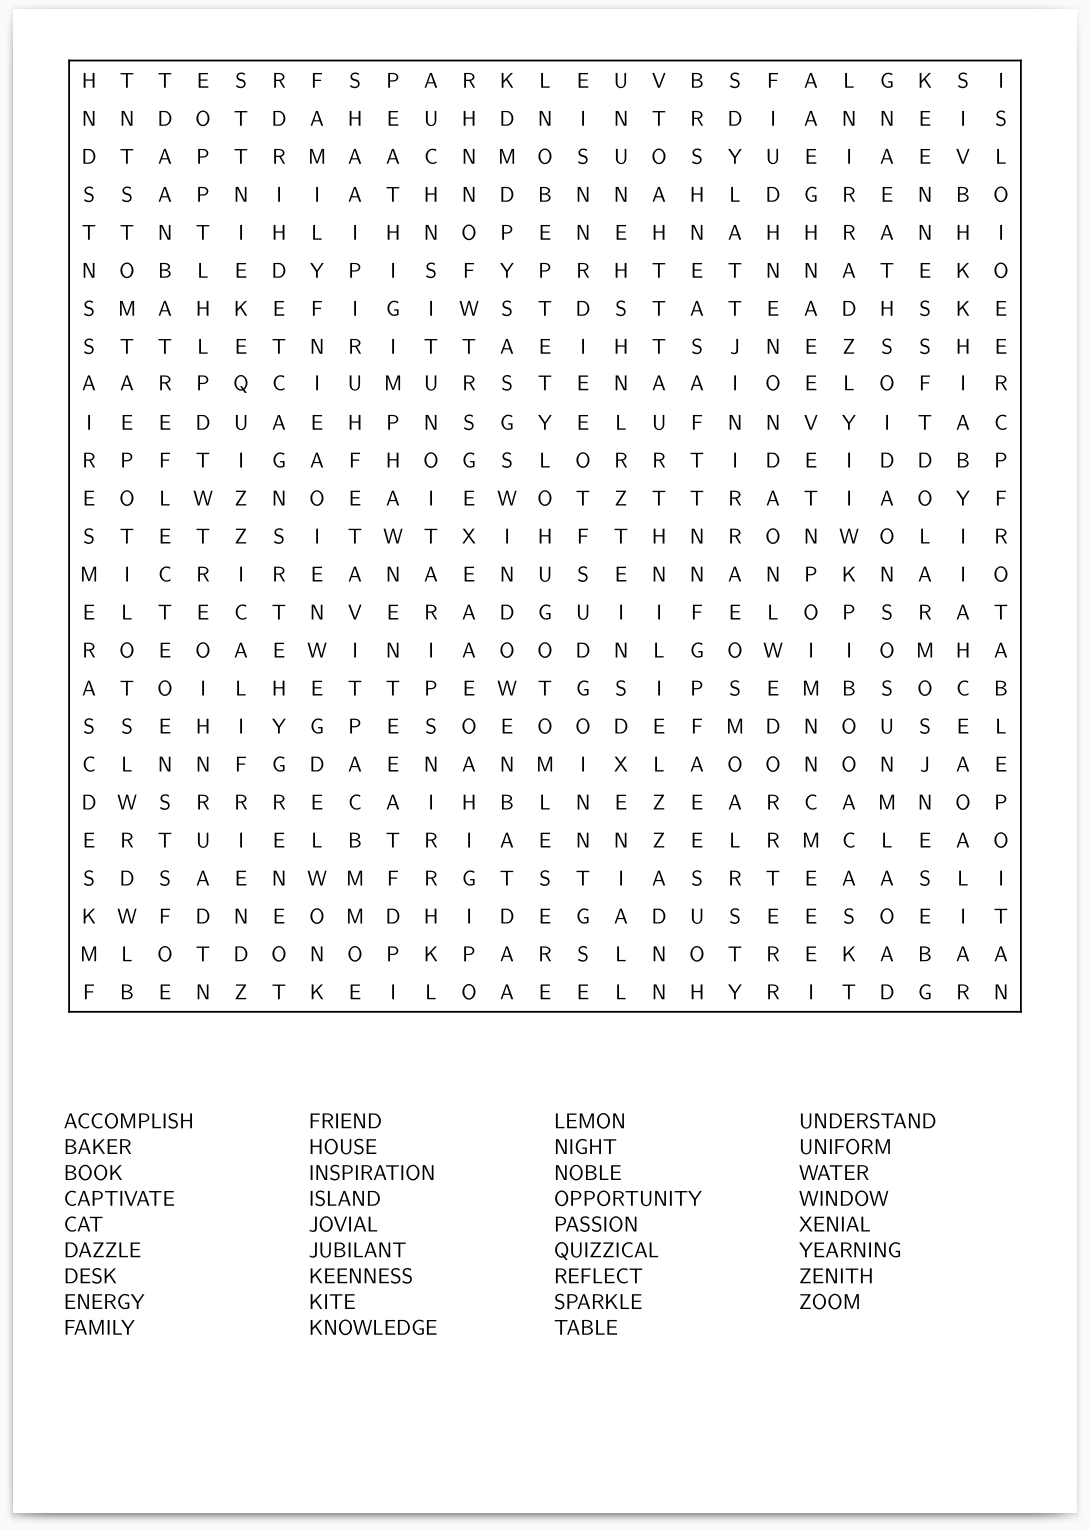 H T T E S R F S P A R K L E U V B S F A L G K S I
N N D O T D A H E U H D N I N T R D I A N N E I S
D T A P T R M A A C N M O S U O S Y U E I A E V L
S S A P N I I A T H N D B N N A H L D G R E N B O
T T N T I H L I H N O P E N E H N A H H R A N H I
N O B L E D Y P I S F Y P R H T E T N N A T E K O
S M A H K E F I G I W S T D S T A T E A D H S K E
S T T L E T N R I T T A E I H T S J N E Z S S H E
A A R P Q C I U M U R S T E N A A I O E L O F I R
I E E D U A E H P N S G Y E L U F N N V Y I T A C
R P F T I G A F H O G S L O R R T I D E I D D B P
E O L W Z N O E A I E W O T Z T T R A T I A O Y F
S T E T Z S I T W T X I H F T H N R O N W O L I R
M I C R I R E A N A E N U S E N N A N P K N A I O
E L T E C T N V E R A D G U I I F E L O P S R A T
R O E O A E W I N I A O O D N L G O W I I O M H A
A T O I L H E T T P E W T G S I P S E M B S O C B
S S E H I Y G P E S O E O O D E F M D N O U S E L
C L N N F G D A E N A N M I X L A O O N O N J A E
D W S R R R E C A I H B L N E Z E A R C A M N O P
E R T U I E L B T R I A E N N Z E L R M C L E A O
S D S A E N W M F R G T S T I A S R T E A A S L I
K W F D N E O M D H I D E G A D U S E E S O E I T
M L O T D O N O P K P A R S L N O T R E K A B A A
F B E N Z T K E I L O A E E L N H Y R I T D G R N
ACCOMPLISH
BAKER
BOOK
CAPTIVATE
CAT
DAZZLE
DESK
ENERGY
FAMILY
FRIEND
HOUSE
INSPIRATION
ISLAND
JOVIAL
JUBILANT
KEENNESS
KITE
KNOWLEDGE
LEMON
NIGHT
NOBLE
OPPORTUNITY
PASSION
QUIZZICAL
REFLECT
SPARKLE
TABLE
UNDERSTAND
UNIFORM
WATER
WINDOW
XENIAL
YEARNING
ZENITH
ZOOM